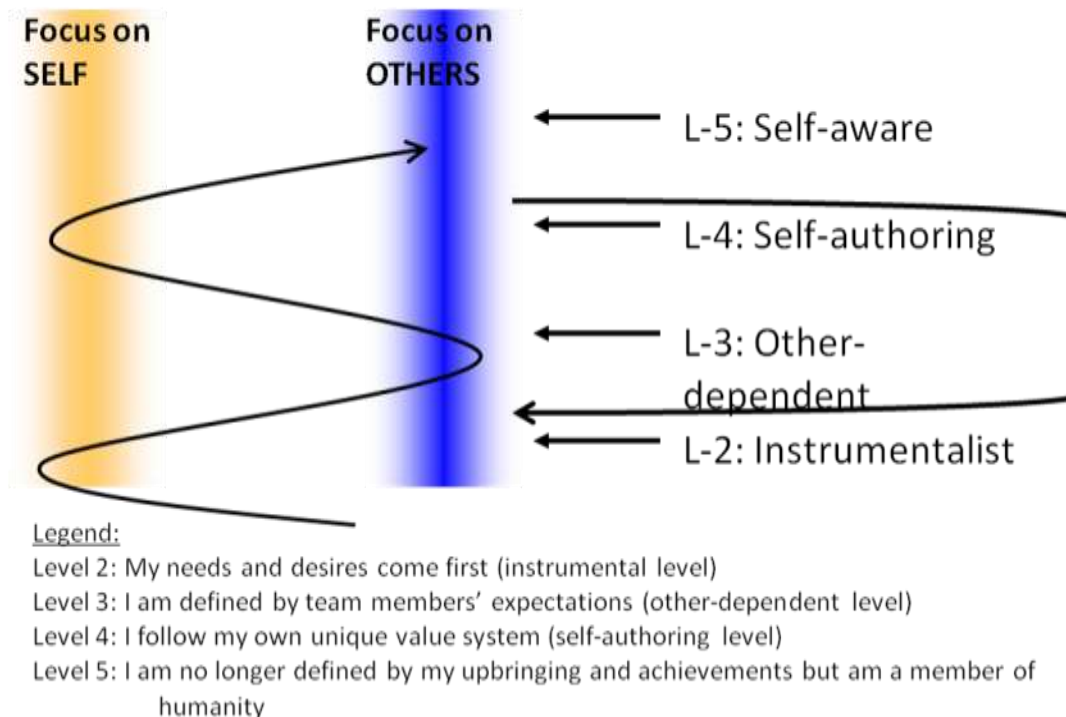 Focus on
SELF
Focus on
OTHERS
L-5: Self-aware
L-4: Self-authoring
L-3: Other-
dependent
L-2: Instrumentalist
Legend:
Level 2: My needs and desires come first (instrumental level)
Level 3: I am defined by team members’ expectations (other-dependent level)
Level 4: I follow my own unique value system (self-authoring level)
Level 5: I am no longer defined by my upbringing and achievements but am a member of
humanity